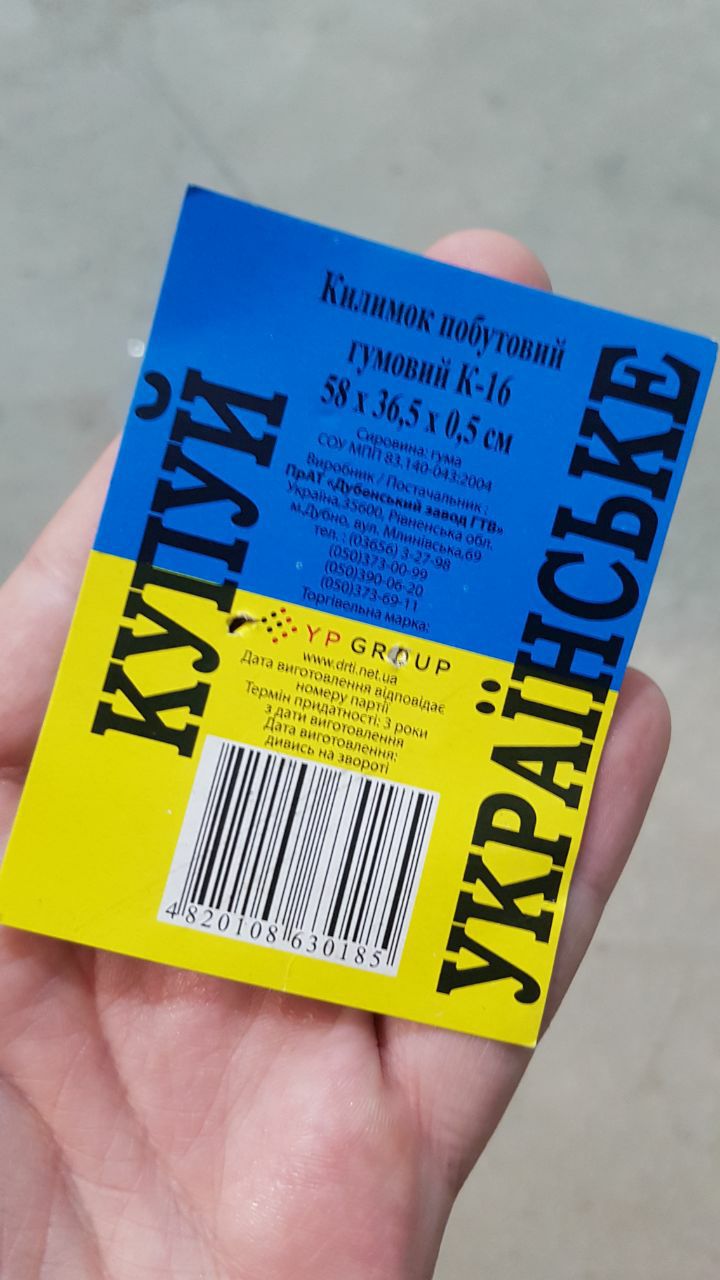 КУПУЙ
УКРАЇНСЬКЕ
Килимок побутовий
гумовий К-16
58 х 36,5 х 0,5 см
Сировина: гума
СОУ МПП 83.140-043:2004
Виробник / Постачальник :
ПрАТ «Дубенський завод ГТВ»
Україна,35600, Рівненська обл.
м.Дубно, вул. Млинівська,69
тел. : (03656) 3-27-98
(050)373-00-99
(050)390-06-20
(050)373-69-11
Торгівельна марка:
YP GROUP
www.drti.net.ua
Дата виготовлення відповідає
номеру партії
Термін придатності: 3 роки
з дати виготовлення
Дата виготовлення:
дивись на звороті
4820108630185